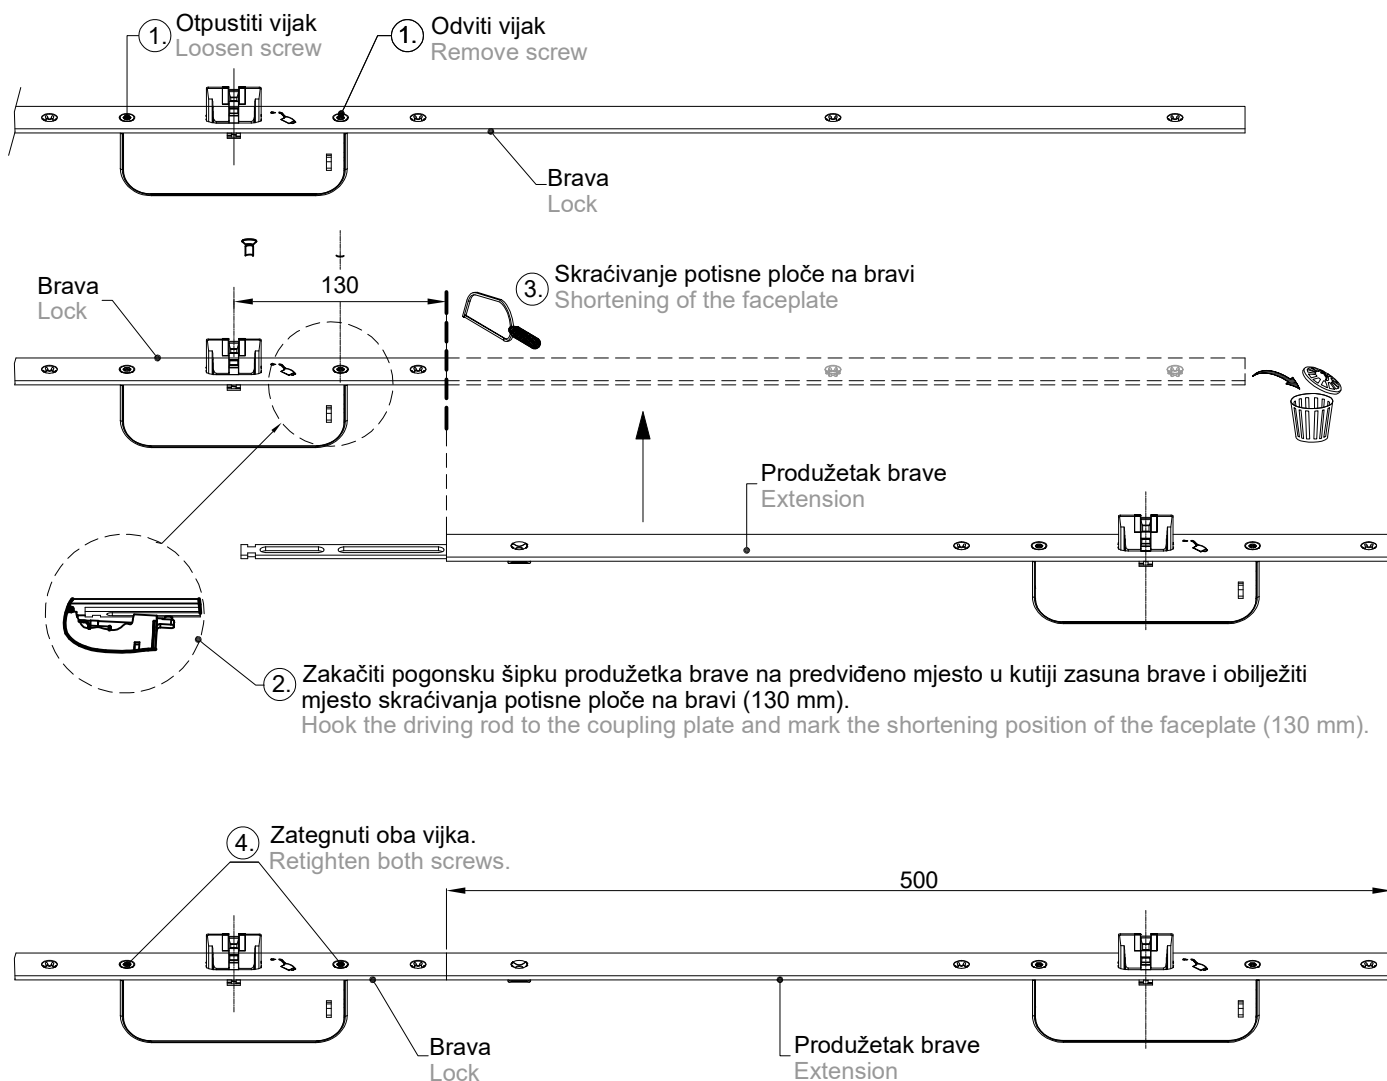 1.
Otpustiti vijak
Loosen screw
1.
Odviti vijak
Remove screw
Brava
Lock
Brava
Lock
130
3.
Skraćivanje potisne ploče na bravi
Shortening of the faceplate
Produžetak brave
Extension
2.
Zakačiti pogonsku šipku produžetka brave na predviđeno mjesto u kutiji zasuna brave i obilježiti
mjesto skraćivanja potisne ploče na bravi (130 mm).
Hook the driving rod to the coupling plate and mark the shortening position of the faceplate (130 mm).
4.
Zategnuti oba vijka.
Retighten both screws.
500
Brava
Lock
Produžetak brave
Extension